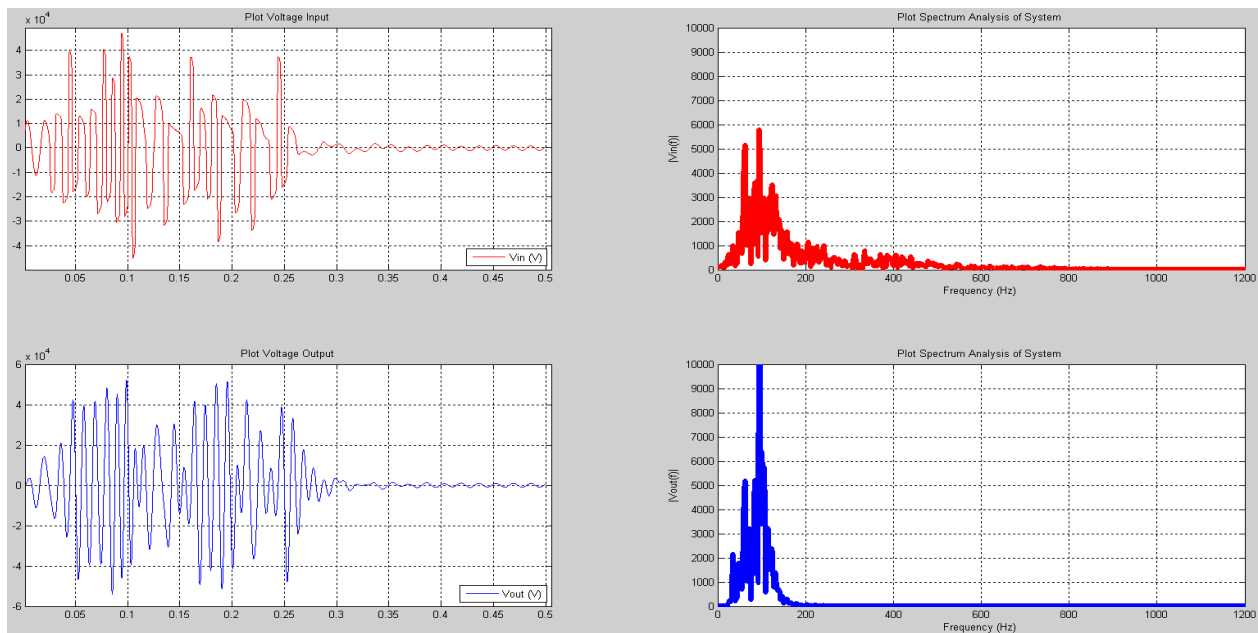 Plot Voltage Input
x 10^4
4
3
2
1
0
-1
-2
-3
-4
0.05 0.1 0.15 0.2 0.25 0.3 0.35 0.4 0.45 0.5
Vin (V)
Plot Spectrum Analysis of System
10000
9000
8000
7000
6000
5000
4000
3000
2000
1000
0
|Vin(f)|
0 200 400 600 800 1000 1200
Frequency (Hz)
Plot Voltage Output
x 10^4
6
4
2
0
-2
-4
-6
0.05 0.1 0.15 0.2 0.25 0.3 0.35 0.4 0.45 0.5
Vout (V)
Plot Spectrum Analysis of System
10000
9000
8000
7000
6000
5000
4000
3000
2000
1000
0
|Vout(f)|
0 200 400 600 800 1000 1200
Frequency (Hz)